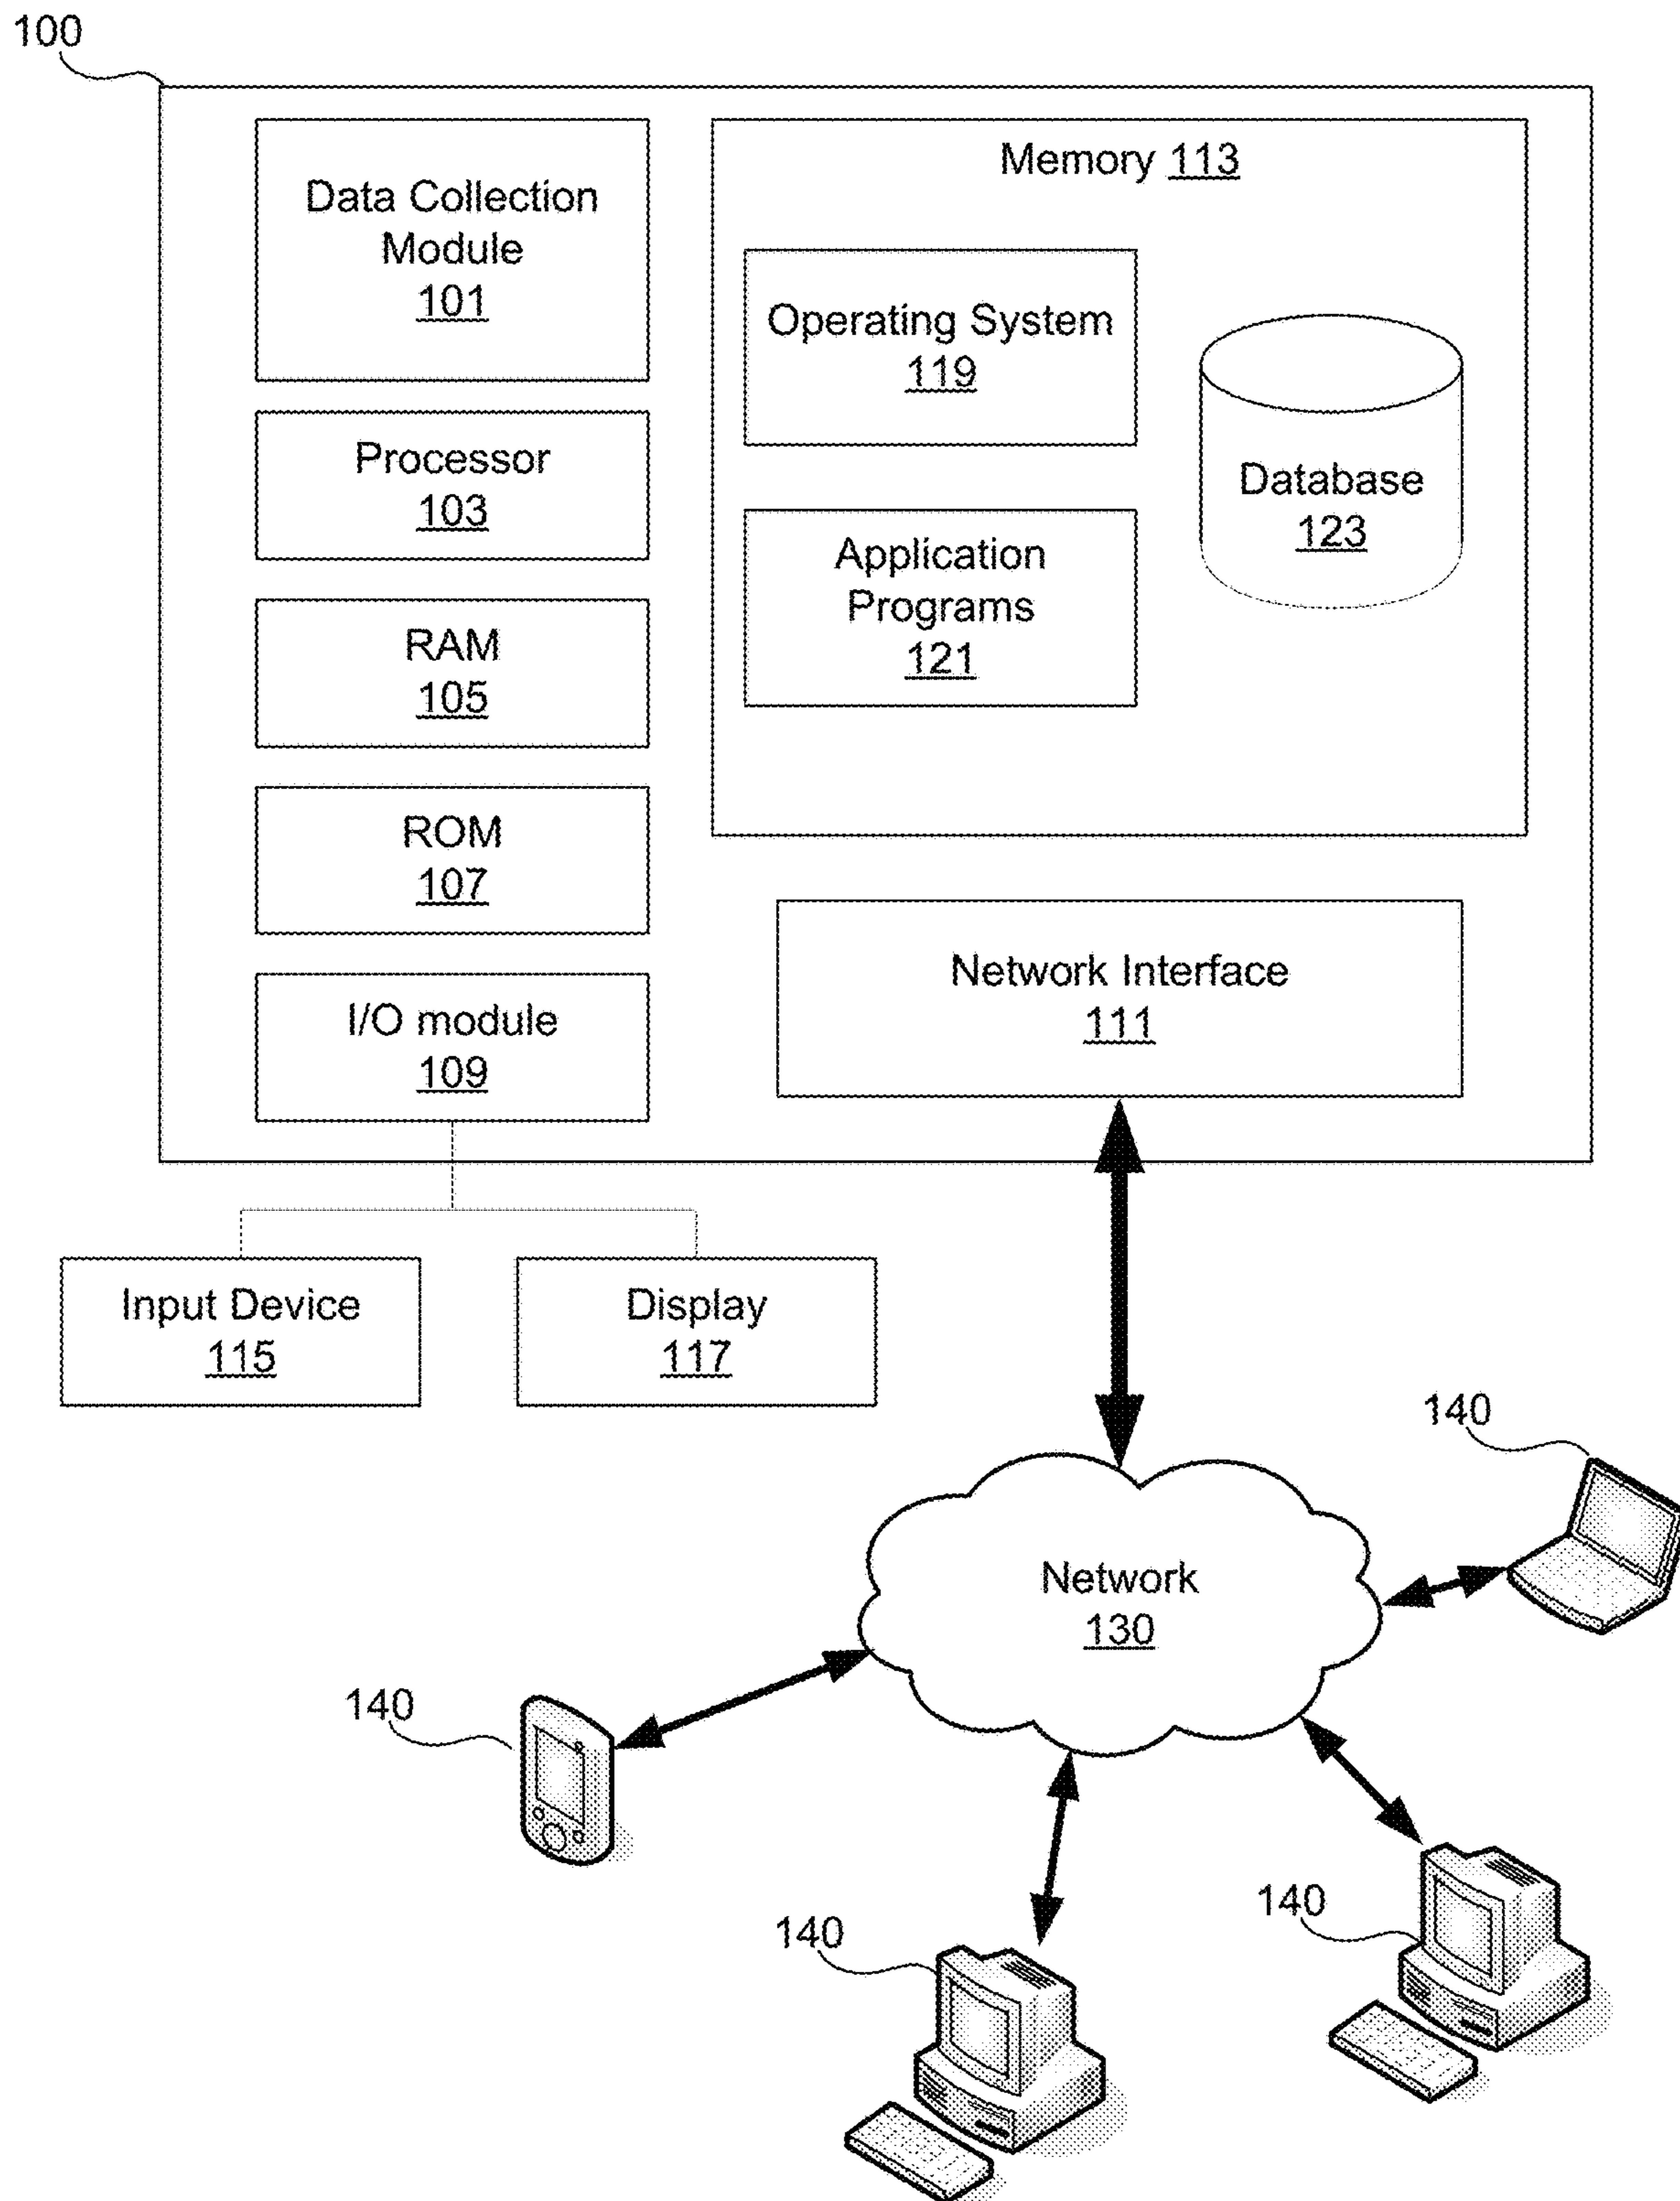 100
Data Collection
Module
101
Processor
103
RAM
105
ROM
107
I/O module
109
Memory 113
Operating System
119
Application
Programs
121
Database
123
Network Interface
111
Input Device
115
Display
117
Network
130
140
140
140
140